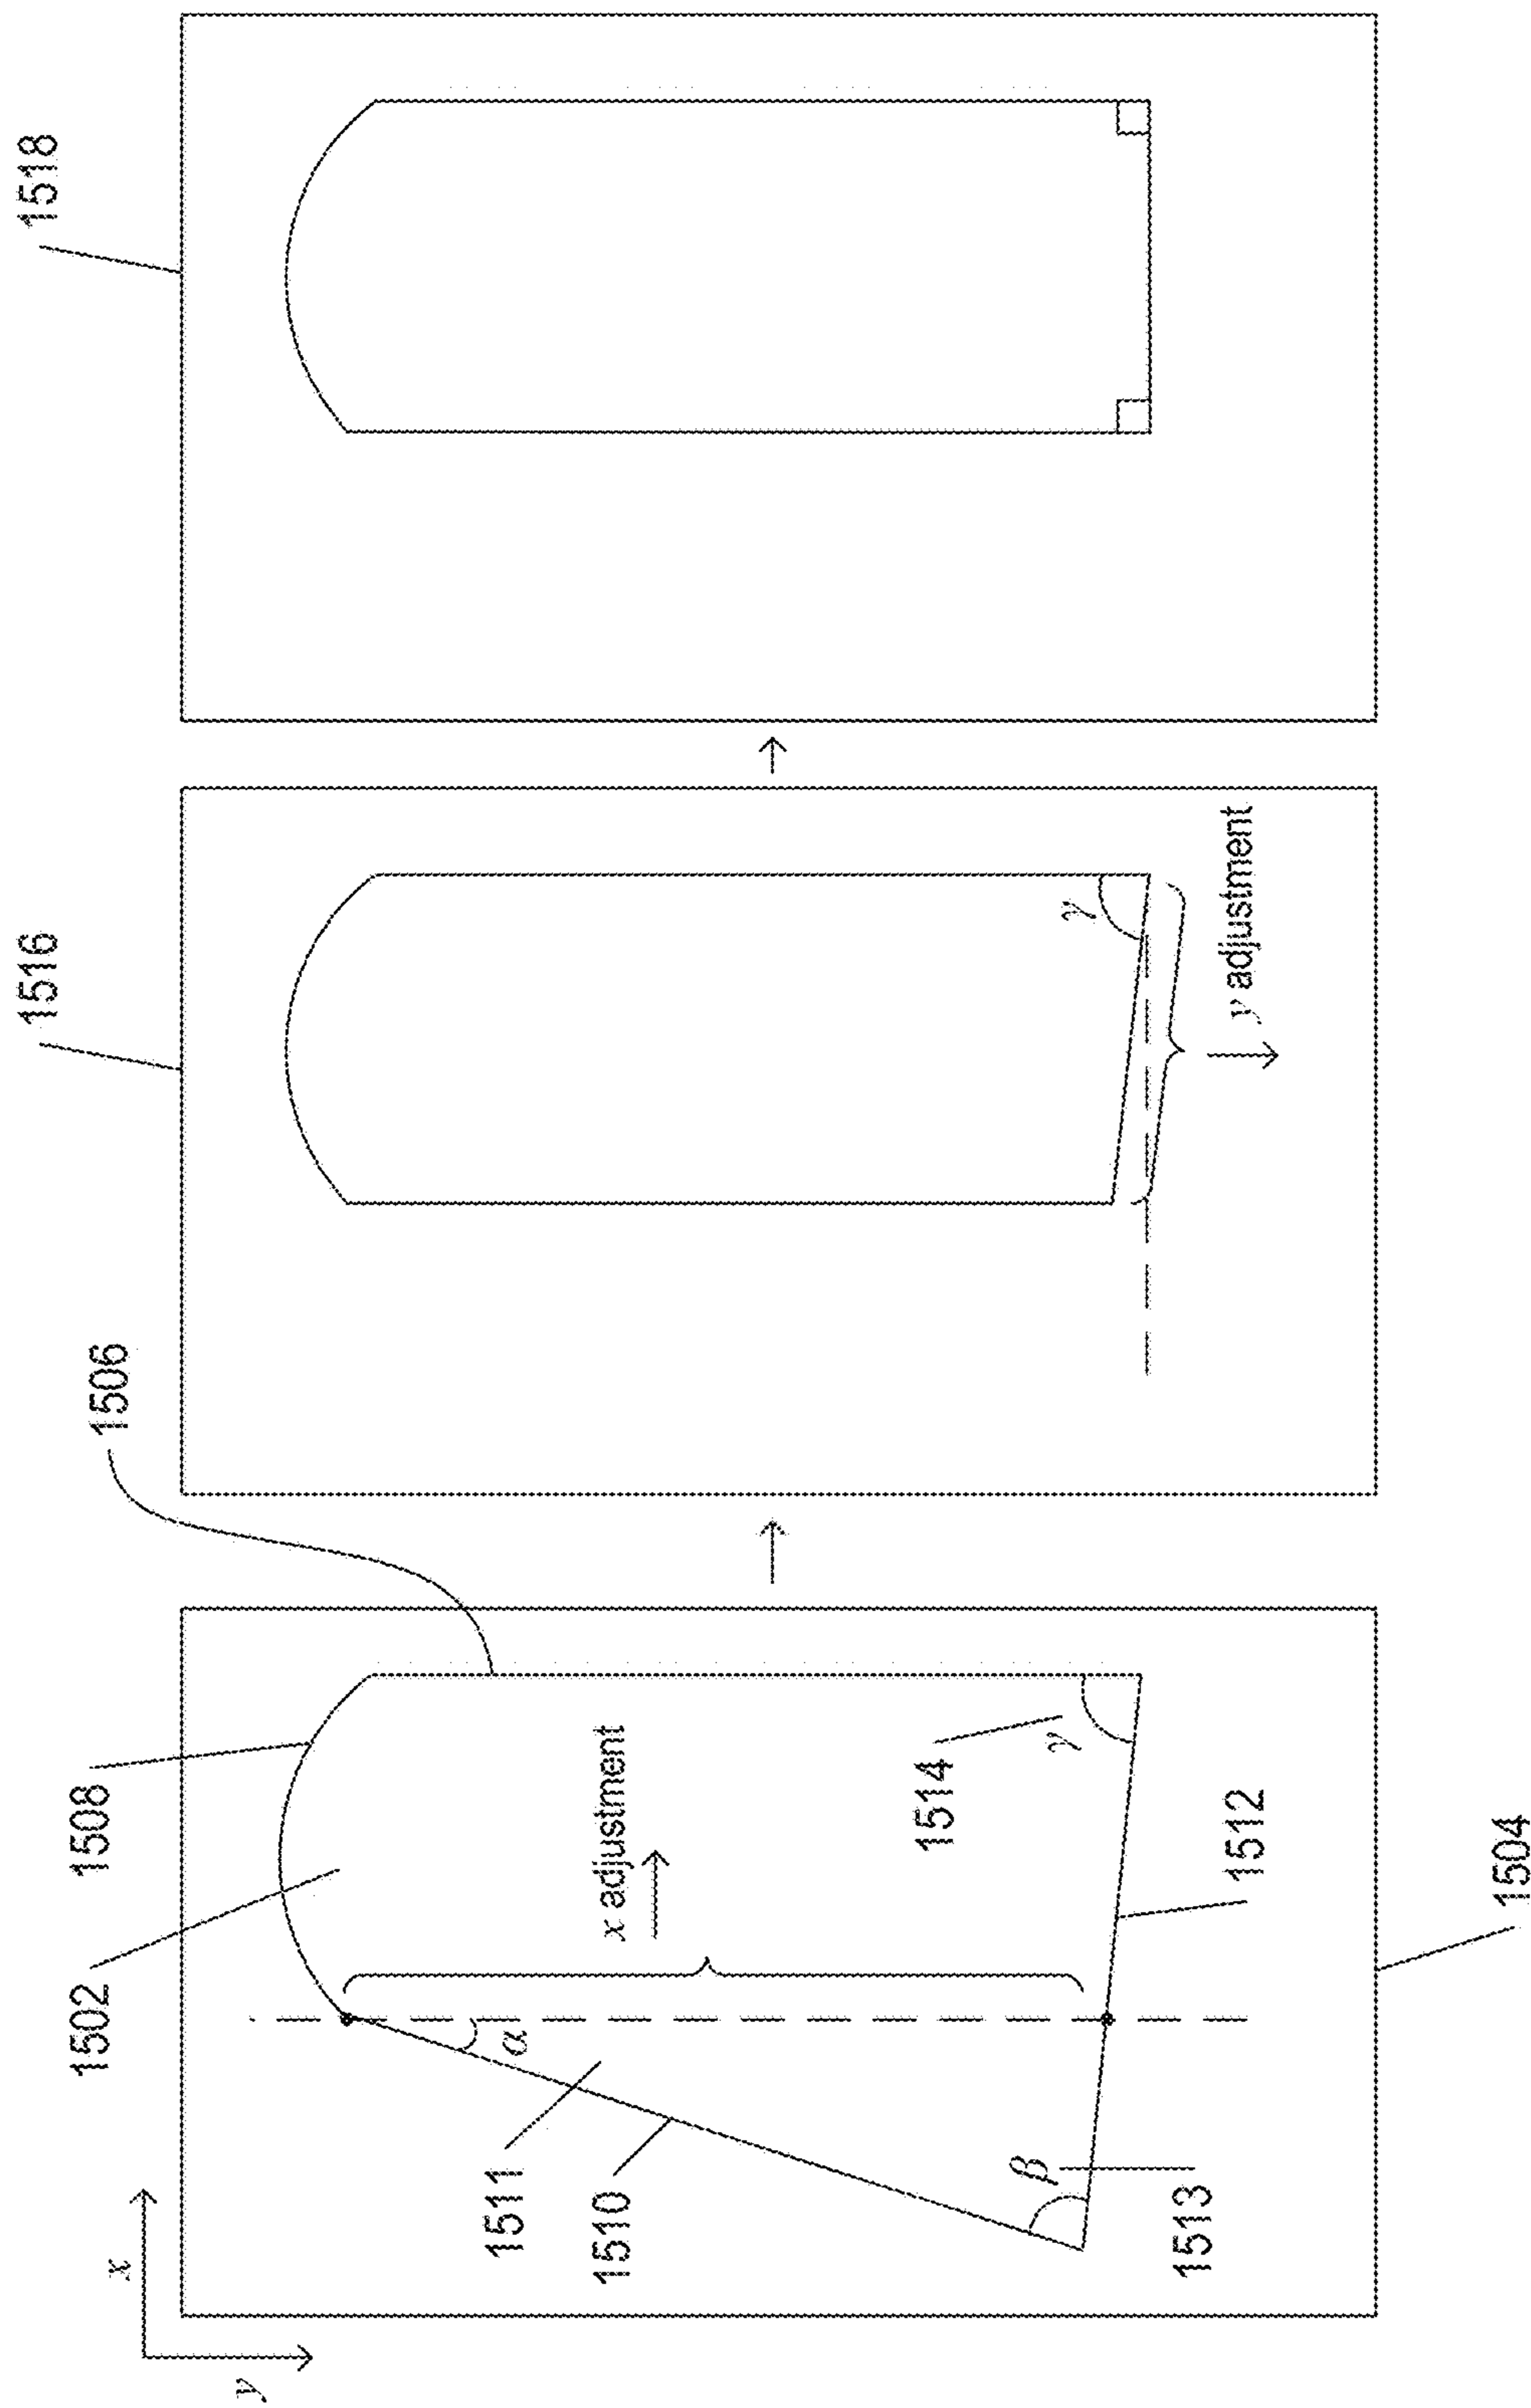 x
y
1502
1508
1506
1516
1518
x adjustment
α
1511
1510
β
1513
1514
γ
1512
1504
γ
y adjustment